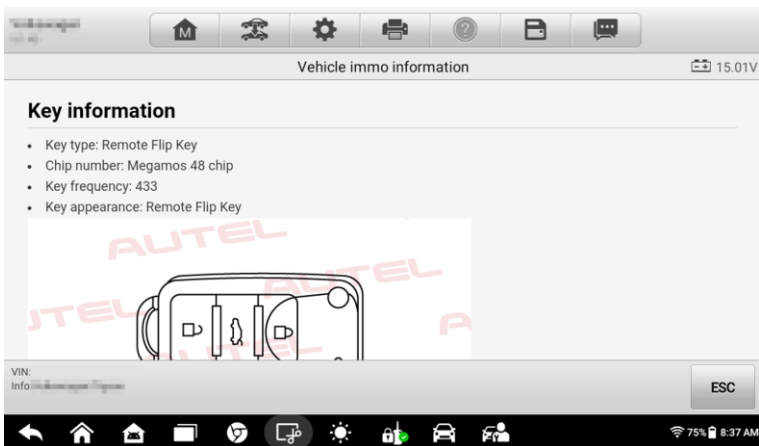 M
?
Vehicle immo information
15.01V
Key information
• Key type: Remote Flip Key
• Chip number: Megamos 48 chip
• Key frequency: 433
• Key appearance: Remote Flip Key
AUTEL
AUTEL
UTEL
VIN:
Info
ESC
75% 8:37 AM